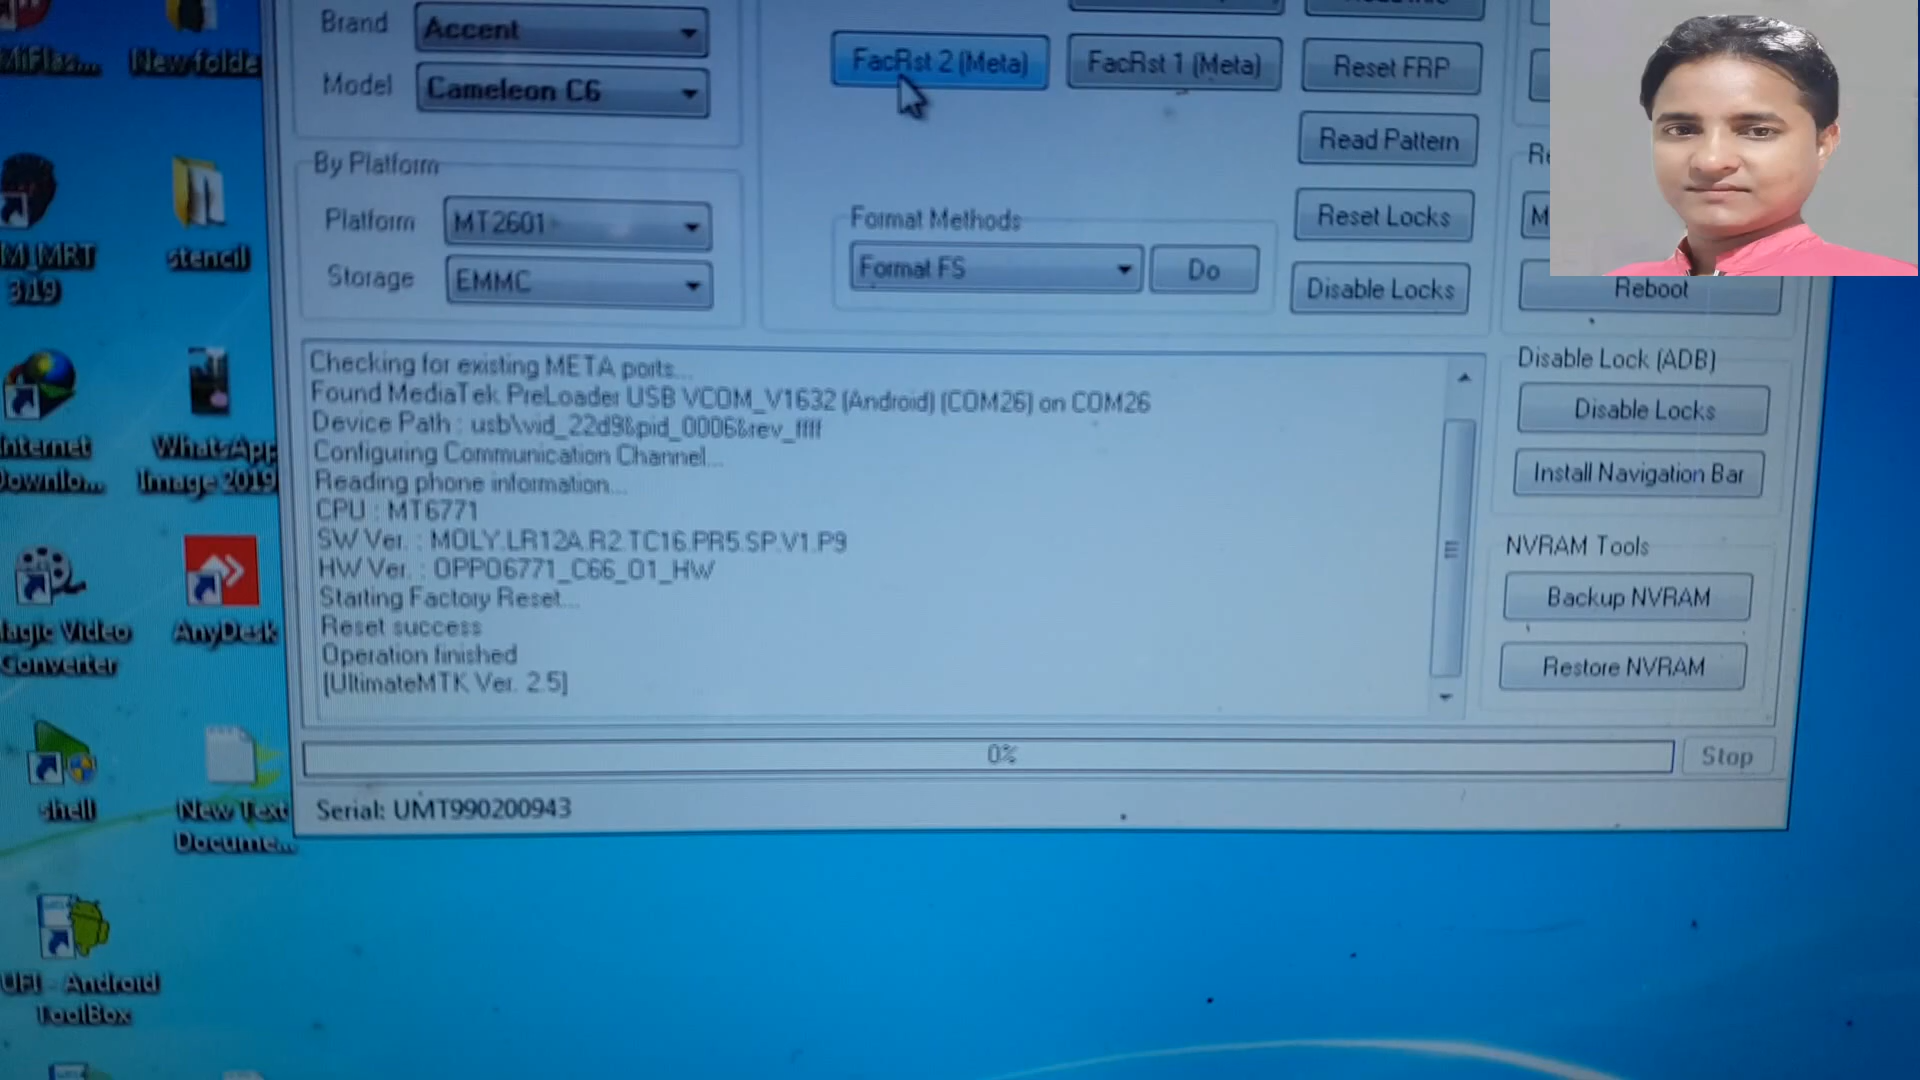 MiFlas...
New folde
M_MRT
3.19
stencil
nternet
Downlo...
WhatsApp
Image 2019
agic Video
Converter
AnyDesk
shell
New Text
Docume...
UFI - Android
ToolBox
Brand
Accent
Model
Cameleon C6
By Platform
Platform
MT2601
Storage
EMMC
FacRst 2 (Meta)
FacRst 1 (Meta)
Reset FRP
Read Pattern
Format Methods
Format FS
Do
Reset Locks
Disable Locks
Re
M
Reboot
Checking for existing META ports...
Found MediaTek PreLoader USB VCOM_V1632 (Android) (COM26) on COM26
Device Path : usb\vid_22d9&pid_0006&rev_ffff
Configuring Communication Channel...
Reading phone information...
CPU : MT6771
SW Ver. : MOLY.LR12A.R2.TC16.PR5.SP.V1.P9
HW Ver. : OPPO6771_C66_01_HW
Starting Factory Reset...
Reset success
Operation finished
[UltimateMTK Ver. 2.5]
Disable Lock (ADB)
Disable Locks
Install Navigation Bar
NVRAM Tools
Backup NVRAM
Restore NVRAM
0%
Stop
Serial: UMT990200943